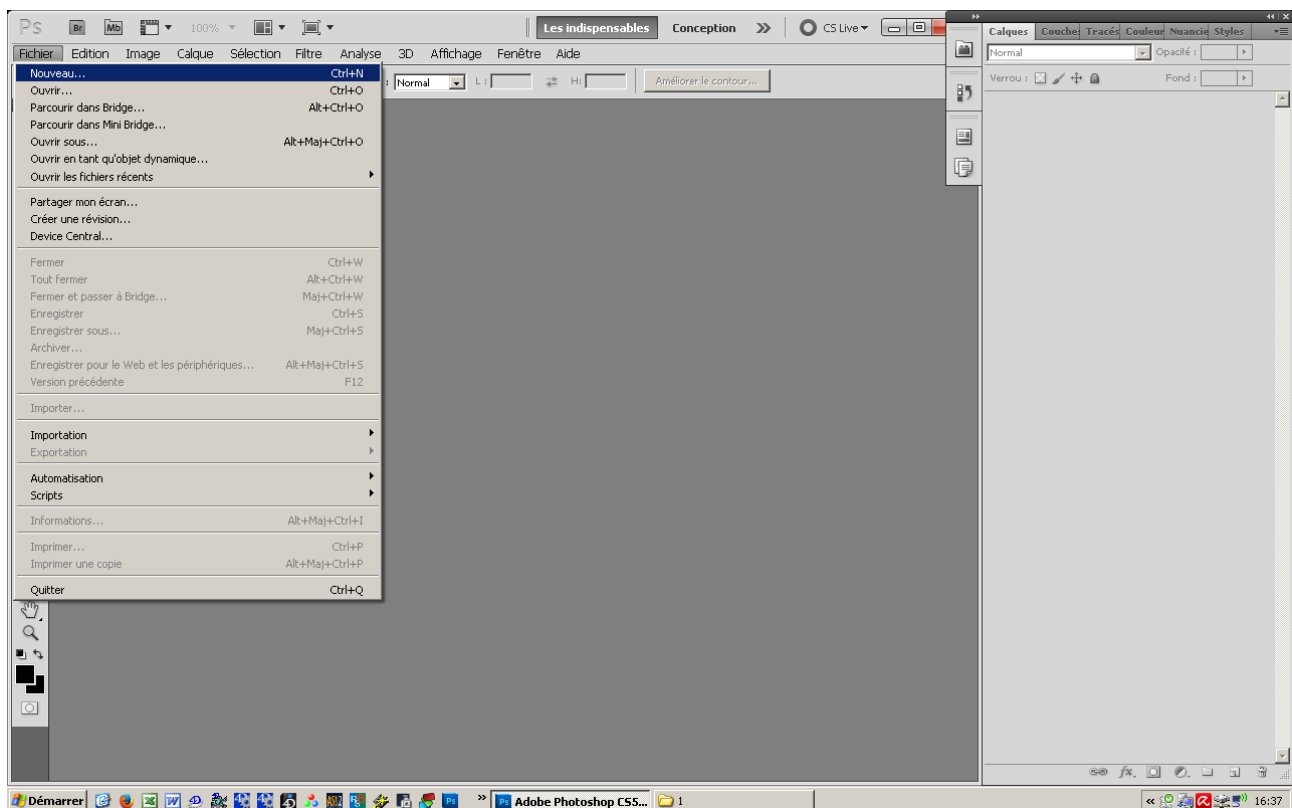 Ps Br Mb 100% Les indispensables Conception CS Live
Fichier Edition Image Calque Sélection Filtre Analyse 3D Affichage Fenêtre Aide
Normal L : H: Améliorer le contour...
Nouveau... Ctrl+N
Ouvrir... Ctrl+O
Parcourir dans Bridge... Alt+Ctrl+O
Parcourir dans Mini Bridge...
Ouvrir sous... Alt+Maj+Ctrl+O
Ouvrir en tant qu'objet dynamique...
Ouvrir les fichiers récents
Partager mon écran...
Créer une révision...
Device Central...
Fermer Ctrl+W
Tout fermer Alt+Ctrl+W
Fermer et passer à Bridge... Maj+Ctrl+W
Enregistrer Ctrl+S
Enregistrer sous... Maj+Ctrl+S
Archiver...
Enregistrer pour le Web et les périphériques... Alt+Maj+Ctrl+S
Version précédente F12
Importer...
Importation
Exportation
Automatisation
Scripts
Informations... Alt+Maj+Ctrl+I
Imprimer... Ctrl+P
Imprimer une copie Alt+Maj+Ctrl+P
Quitter Ctrl+Q
Calques Couche Tracés Couleur Nuancie Styles
Normal Opacité :
Verrou : Fond :
fx.
Démarrer Ps Adobe Photoshop CS5... 1 16:37